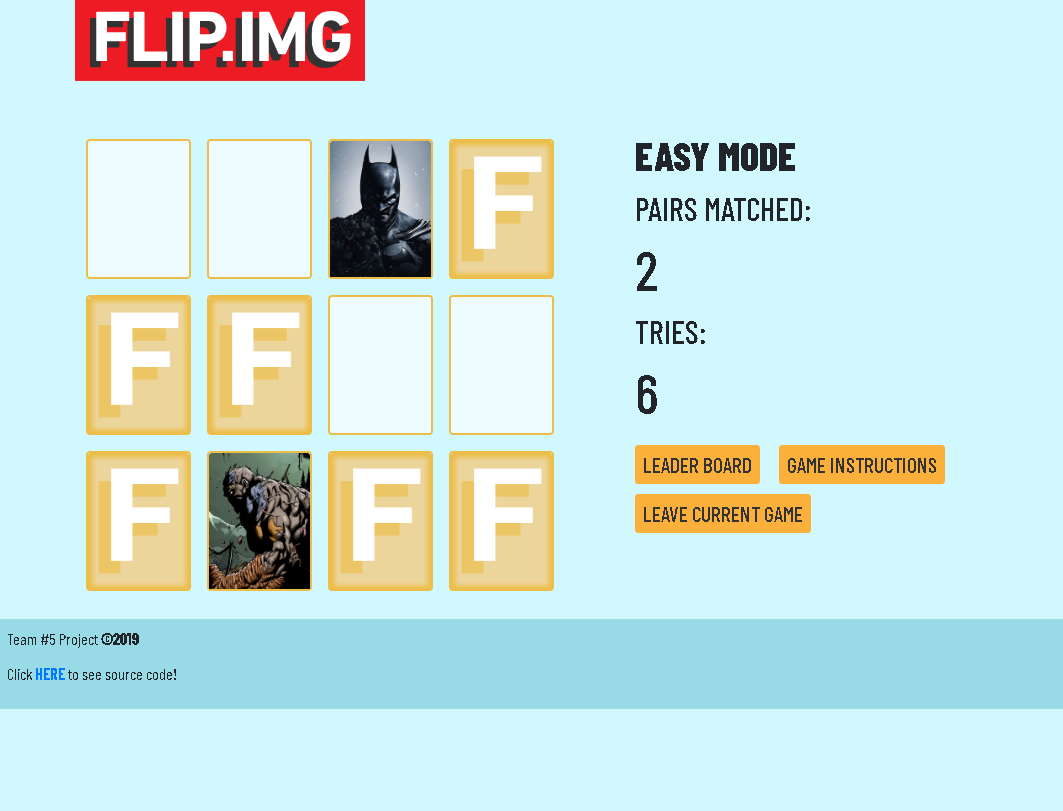 FLIP.IMG
F
F
F
F
F
F
EASY MODE
PAIRS MATCHED:
2
TRIES:
6
LEADER BOARD
GAME INSTRUCTIONS
LEAVE CURRENT GAME
Team #5 Project ©2019
Click HERE to see source code!